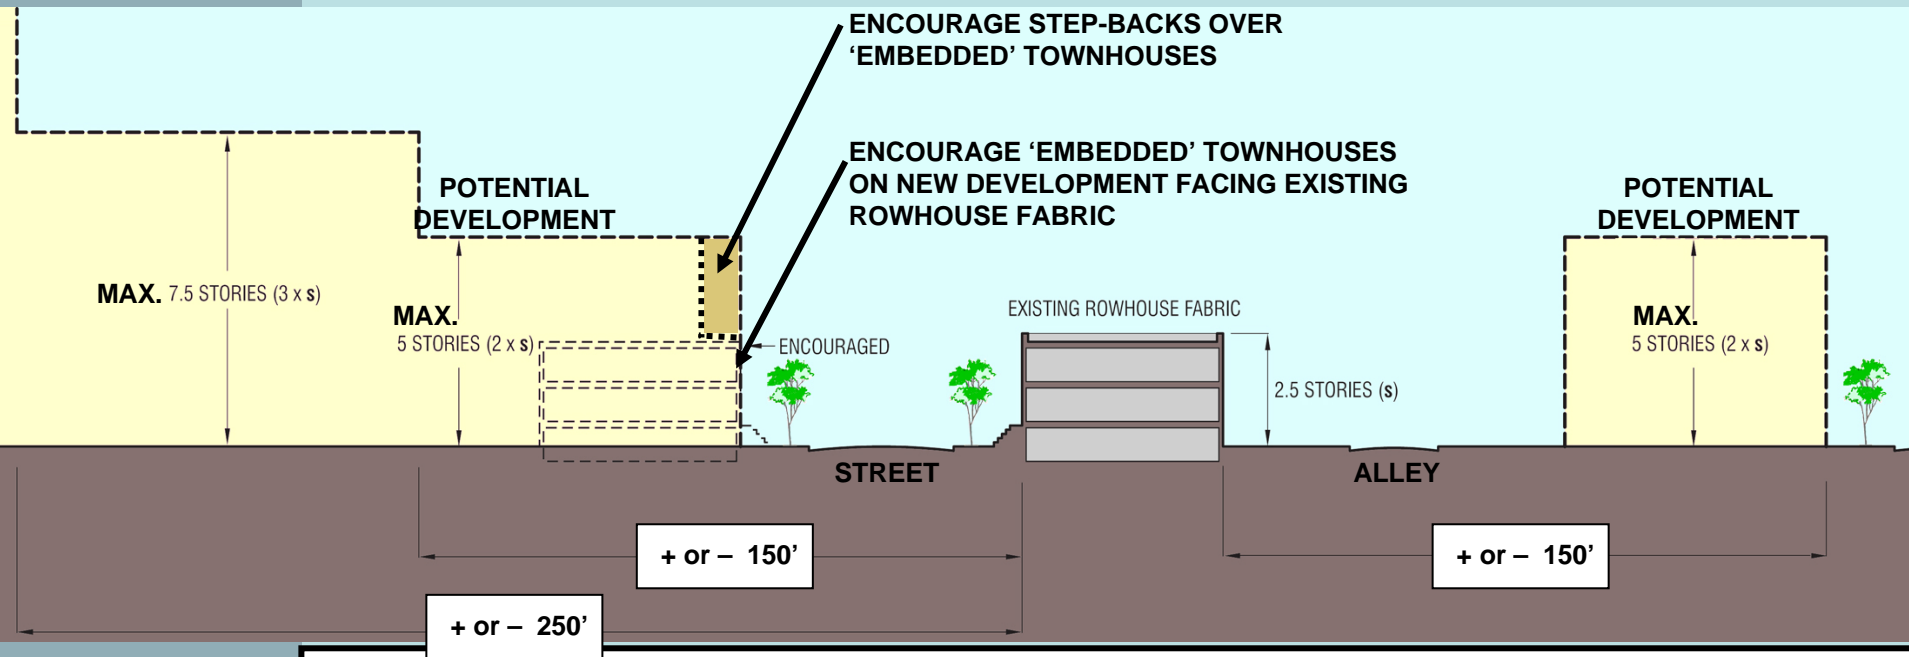 ENCOURAGE STEP-BACKS OVER
‘EMBEDDED’ TOWNHOUSES
ENCOURAGE ‘EMBEDDED’ TOWNHOUSES
ON NEW DEVELOPMENT FACING EXISTING
ROWHOUSE FABRIC
POTENTIAL
DEVELOPMENT
POTENTIAL
DEVELOPMENT
MAX. 7.5 STORIES (3 x s)
MAX.
5 STORIES (2 x s)
ENCOURAGED
EXISTING ROWHOUSE FABRIC
2.5 STORIES (s)
MAX.
5 STORIES (2 x s)
STREET
ALLEY
+ or – 150’
+ or – 150’
+ or – 250’